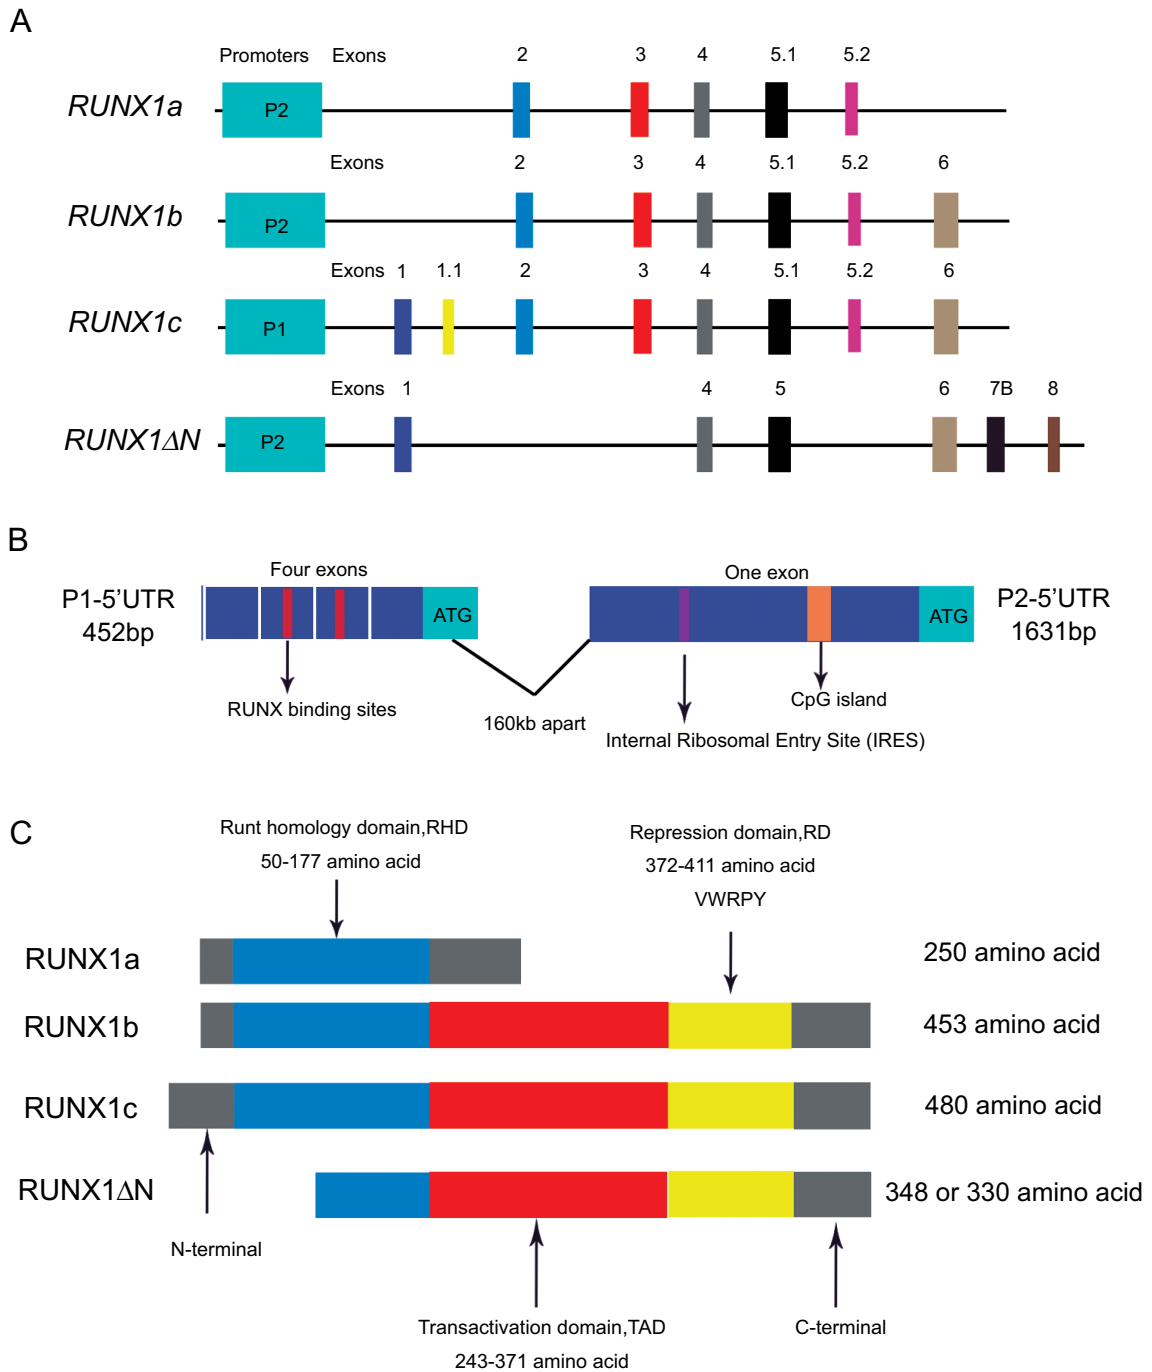 A
Promoters Exons 2 3 4 5.1 5.2
RUNX1a P2
Exons 2 3 4 5.1 5.2 6
RUNX1b P2
Exons 1 1.1 2 3 4 5.1 5.2 6
RUNX1c P1
Exons 1 4 5 6 7B 8
RUNX1ΔN P2
B
Four exons
One exon
P1-5’UTR
452bp
ATG
ATG
P2-5’UTR
1631bp
RUNX binding sites
160kb apart
CpG island
Internal Ribosomal Entry Site (IRES)
C
Runt homology domain,RHD
50-177 amino acid
Repression domain,RD
372-411 amino acid
VWRPY
RUNX1a 250 amino acid
RUNX1b 453 amino acid
RUNX1c 480 amino acid
RUNX1ΔN 348 or 330 amino acid
N-terminal
Transactivation domain,TAD
243-371 amino acid
C-terminal